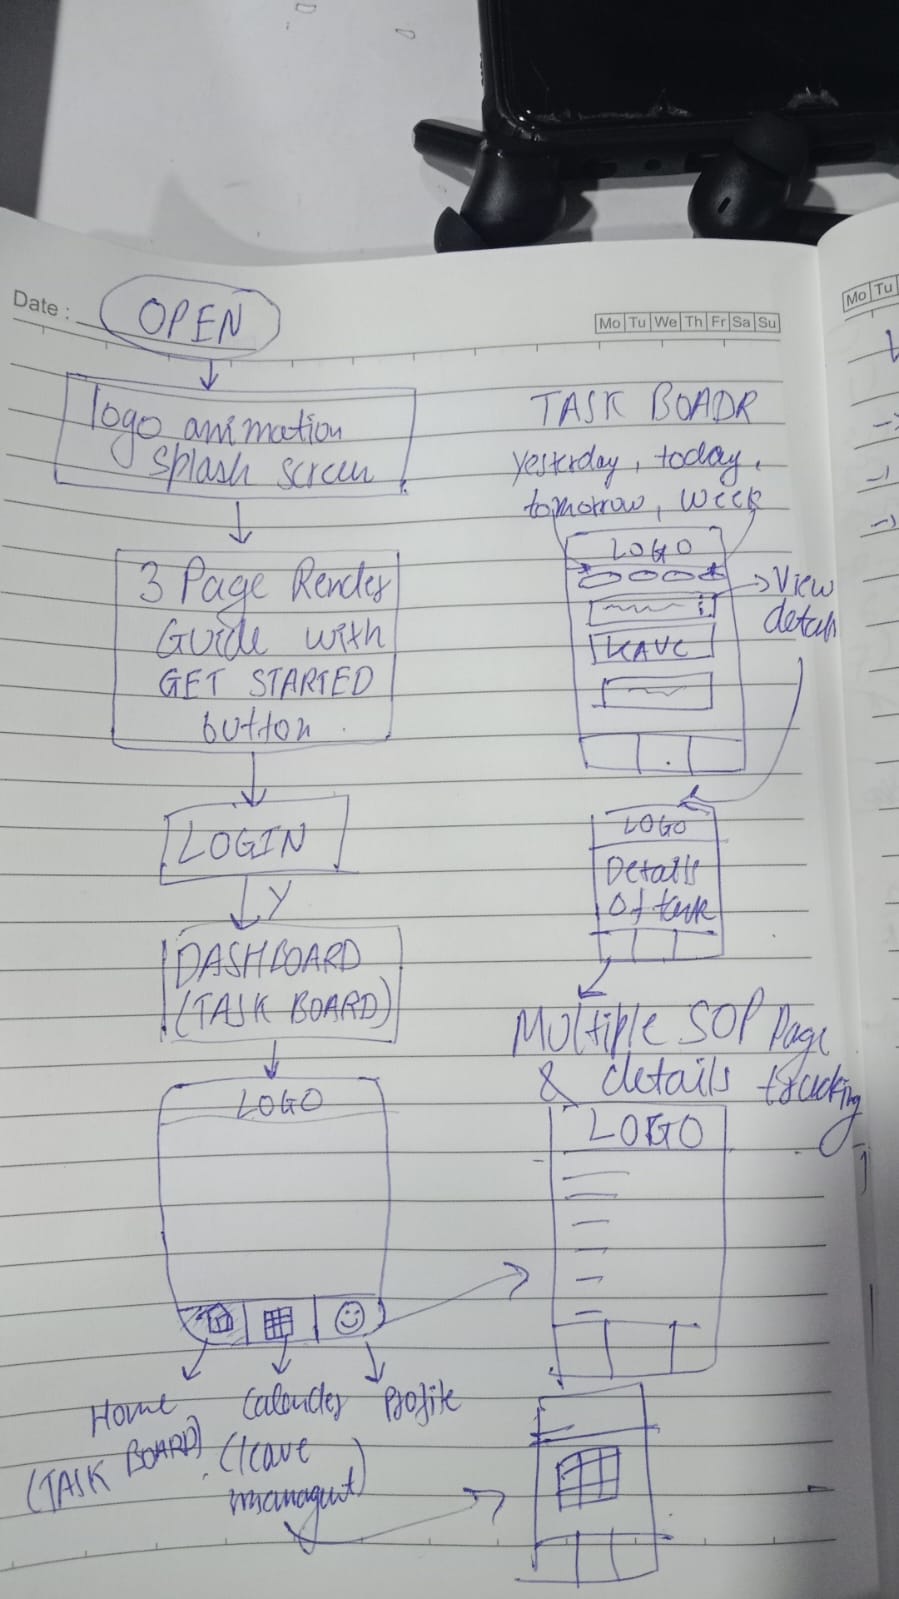 Date :
OPEN
Mo Tu We Th Fr Sa Su
logo animation
splash screen
3 Page Render
Guide with
GET STARTED
button
LOGIN
Y
DASHBOARD
(TASK BOARD)
LOGO
Home
(TASK BOARD)
Calender
(leave
Profile
TASK BOADR
yesterday, today,
tomorrow, week
LOGO
View
details
LEAVE
LOGO
Details
of task
Multiple SOP Page
& details tracking
LOGO
Mo Tu